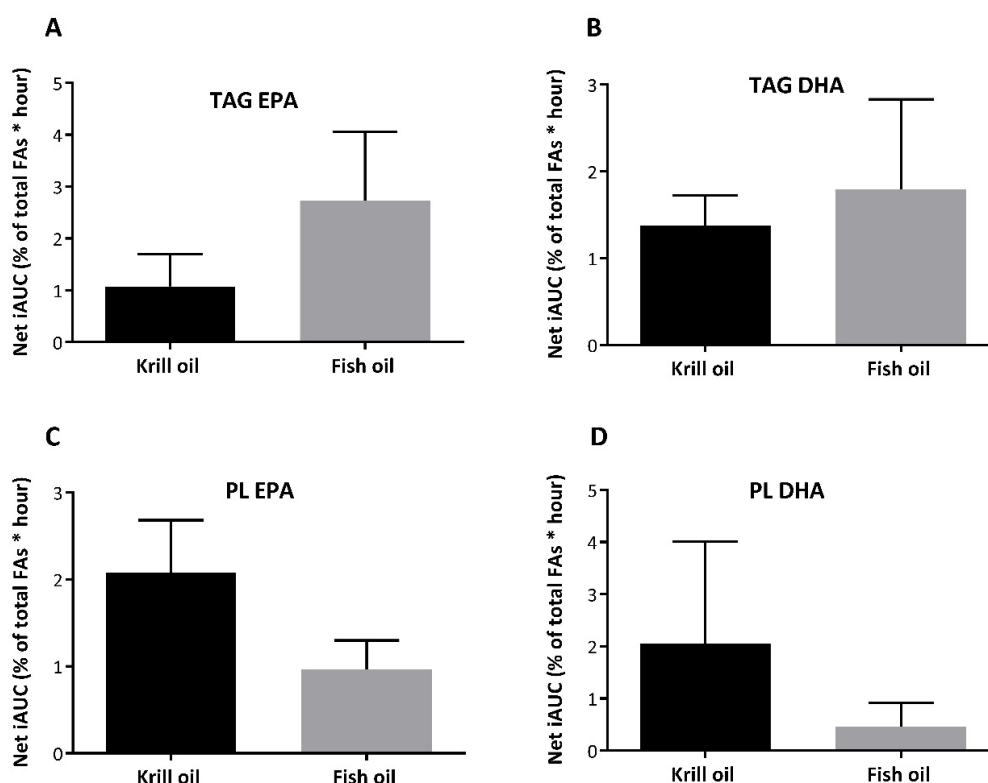 A
TAG EPA
Net iAUC (% of total FAs * hour)
5
4
3
2
1
0
Krill oil
Fish oil
B
TAG DHA
Net iAUC (% of total FAs * hour)
3
2
1
0
Krill oil
Fish oil
C
PL EPA
Net iAUC (% of total FAs * hour)
3
2
1
0
Krill oil
Fish oil
D
PL DHA
Net iAUC (% of total FAs * hour)
5
4
3
2
1
0
Krill oil
Fish oil